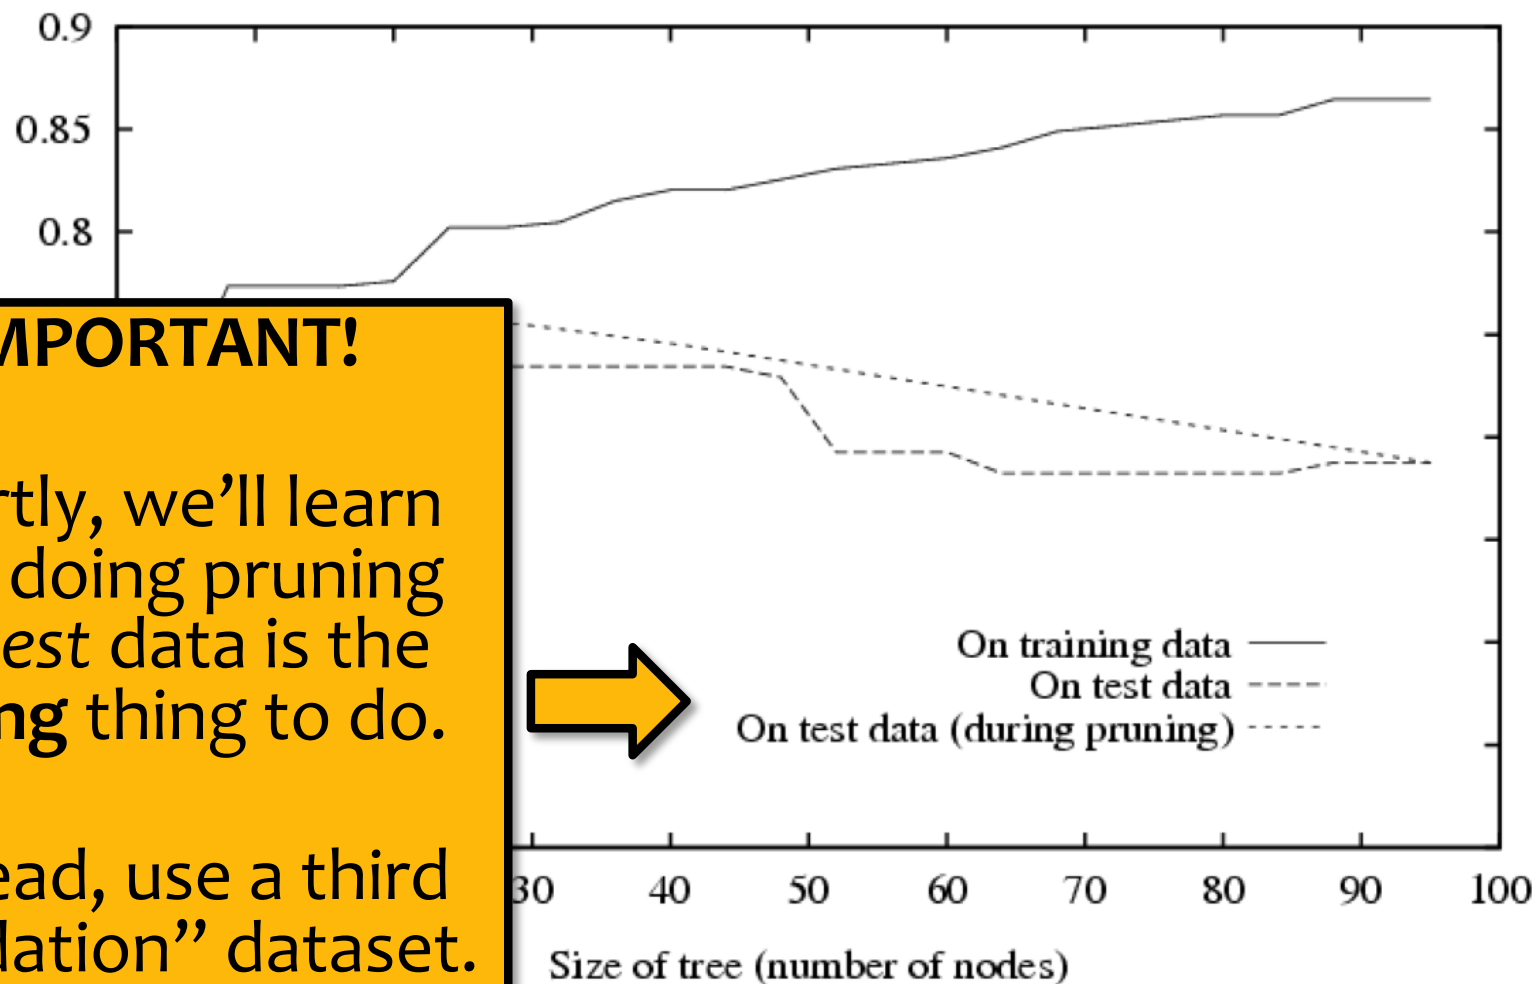 0.9
0.85
0.8
MPORTANT!
rtly, we’ll learn
doing pruning
est data is the
ng thing to do.
ead, use a third
dation” dataset.
On training data
On test data
On test data (during pruning)
30 40 50 60 70 80 90 100
Size of tree (number of nodes)